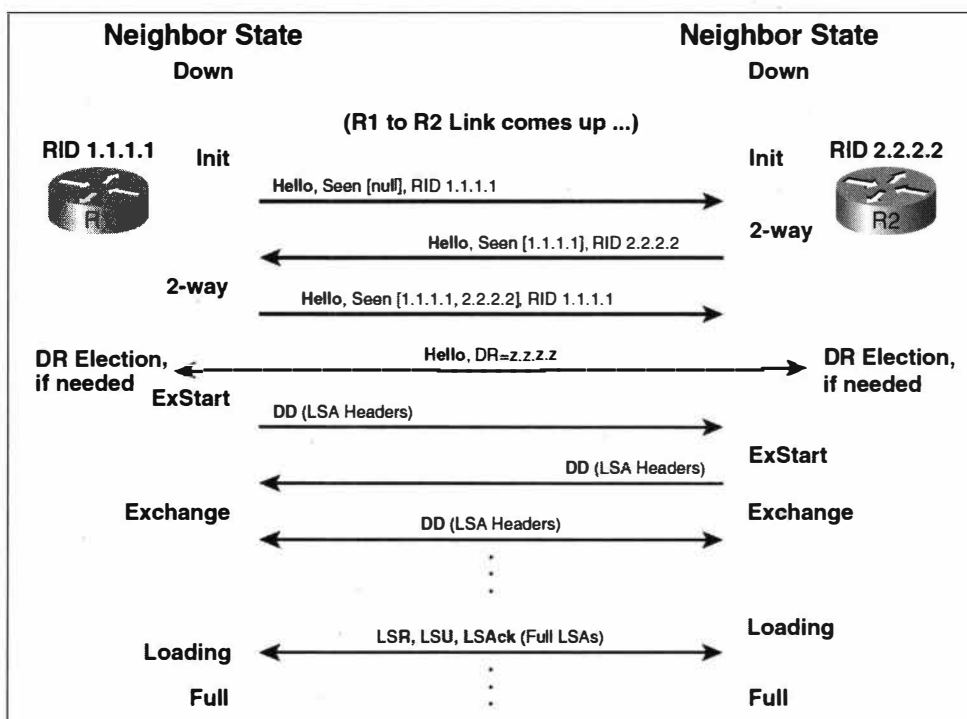 Neighbor State Neighbor State
Down Down
(R1 to R2 Link comes up ...)
RID 1.1.1.1 Init Init RID 2.2.2.2
Hello, Seen [null], RID 1.1.1.1
R R2
2-way
Hello, Seen [1.1.1.1], RID 2.2.2.2
2-way
Hello, Seen [1.1.1.1, 2.2.2.2], RID 1.1.1.1
DR Election, Hello, DR=z.z.z.z DR Election,
if needed if needed
ExStart
DD (LSA Headers)
ExStart
DD (LSA Headers)
Exchange Exchange
DD (LSA Headers)
Loading
LSR, LSU, LSAck (Full LSAs)
Loading
Full Full